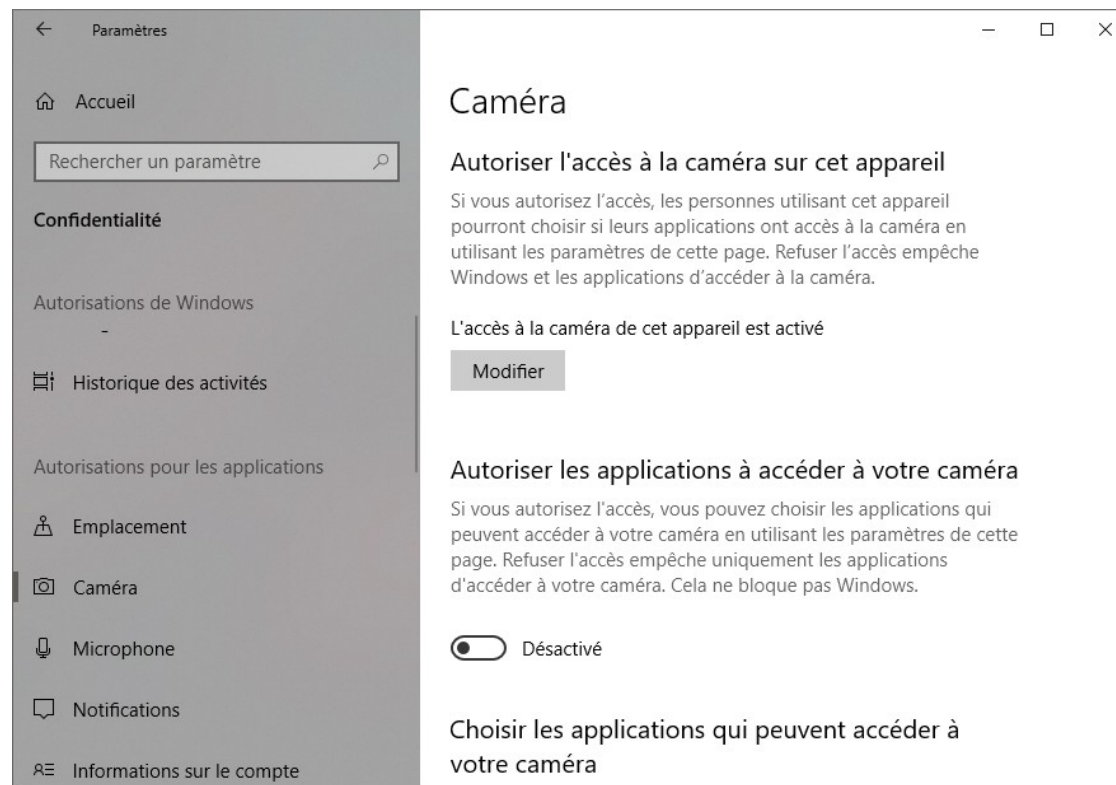 Paramètres
Accueil
Rechercher un paramètre
Confidentialité
Autorisations de Windows
Historique des activités
Autorisations pour les applications
Emplacement
Caméra
Microphone
Notifications
Informations sur le compte
Caméra
Autoriser l'accès à la caméra sur cet appareil
Si vous autorisez l’accès, les personnes utilisant cet appareil
pourront choisir si leurs applications ont accès à la caméra en
utilisant les paramètres de cette page. Refuser l’accès empêche
Windows et les applications d’accéder à la caméra.
L'accès à la caméra de cet appareil est activé
Modifier
Autoriser les applications à accéder à votre caméra
Si vous autorisez l'accès, vous pouvez choisir les applications qui
peuvent accéder à votre caméra en utilisant les paramètres de cette
page. Refuser l'accès empêche uniquement les applications
d'accéder à votre caméra. Cela ne bloque pas Windows.
Désactivé
Choisir les applications qui peuvent accéder à
votre caméra